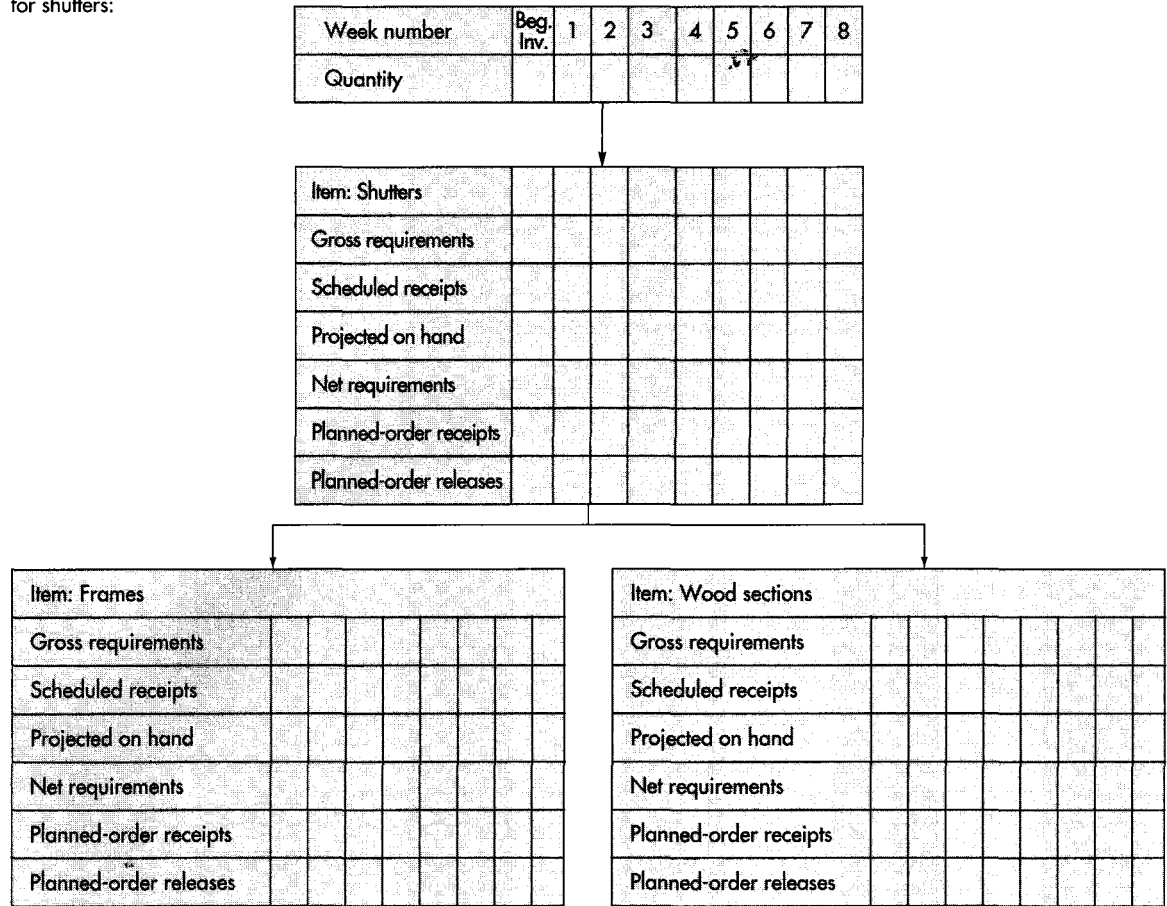 for shutters:
Week number Beg. Inv. 1 2 3 4 5 6 7 8
Quantity
Item: Shutters
Gross requirements
Scheduled receipts
Projected on hand
Net requirements
Planned-order receipts
Planned-order releases
Item: Frames
Gross requirements
Scheduled receipts
Projected on hand
Net requirements
Planned-order receipts
Planned-order releases
Item: Wood sections
Gross requirements
Scheduled receipts
Projected on hand
Net requirements
Planned-order receipts
Planned-order releases